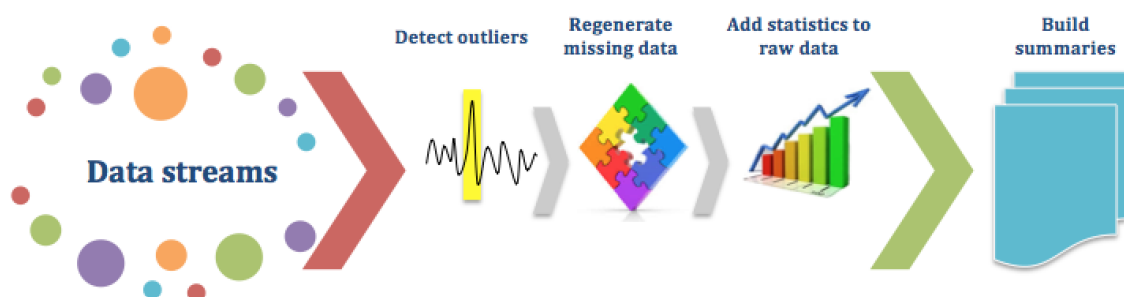 Data streams
Detect outliers
Regenerate
missing data
Add statistics to
raw data
Build
summaries